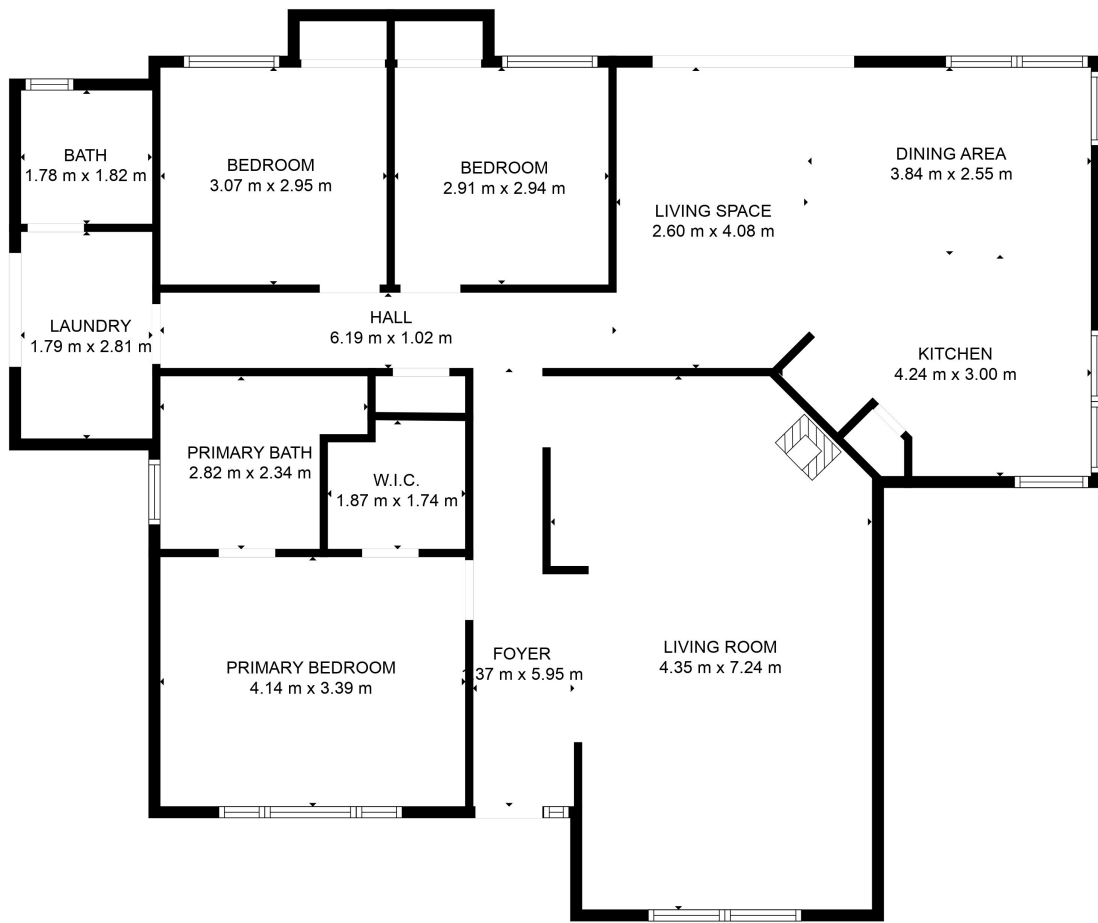 BATH
1.78 m x 1.82 m
BEDROOM
3.07 m x 2.95 m
BEDROOM
2.91 m x 2.94 m
LIVING SPACE
2.60 m x 4.08 m
DINING AREA
3.84 m x 2.55 m
LAUNDRY
1.79 m x 2.81 m
HALL
6.19 m x 1.02 m
KITCHEN
4.24 m x 3.00 m
PRIMARY BATH
2.82 m x 2.34 m
W.I.C.
1.87 m x 1.74 m
PRIMARY BEDROOM
4.14 m x 3.39 m
FOYER
.37 m x 5.95 m
LIVING ROOM
4.35 m x 7.24 m